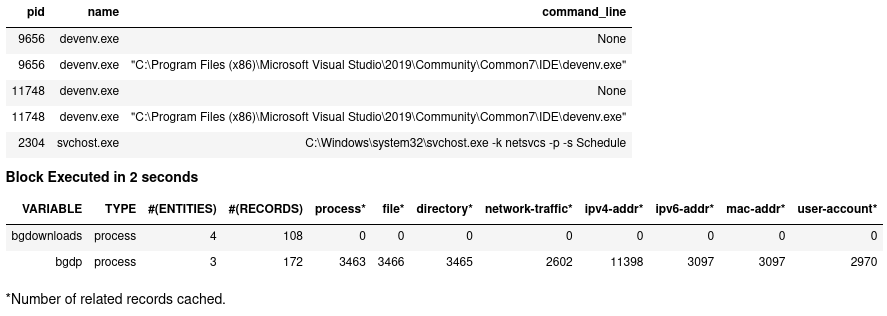 pid name command_line
9656 devenv.exe None
9656 devenv.exe "C:\Program Files (x86)\Microsoft Visual Studio\2019\Community\Common7\IDE\devenv.exe"
11748 devenv.exe None
11748 devenv.exe "C:\Program Files (x86)\Microsoft Visual Studio\2019\Community\Common7\IDE\devenv.exe"
2304 svchost.exe C:\Windows\system32\svchost.exe -k netsvcs -p -s Schedule
Block Executed in 2 seconds
VARIABLE TYPE #(ENTITIES) #(RECORDS) process* file* directory* network-traffic* ipv4-addr* ipv6-addr* mac-addr* user-account*
bgdownloads process 4 108 0 0 0 0 0 0 0 0
bgdp process 3 172 3463 3466 3465 2602 11398 3097 3097 2970
*Number of related records cached.